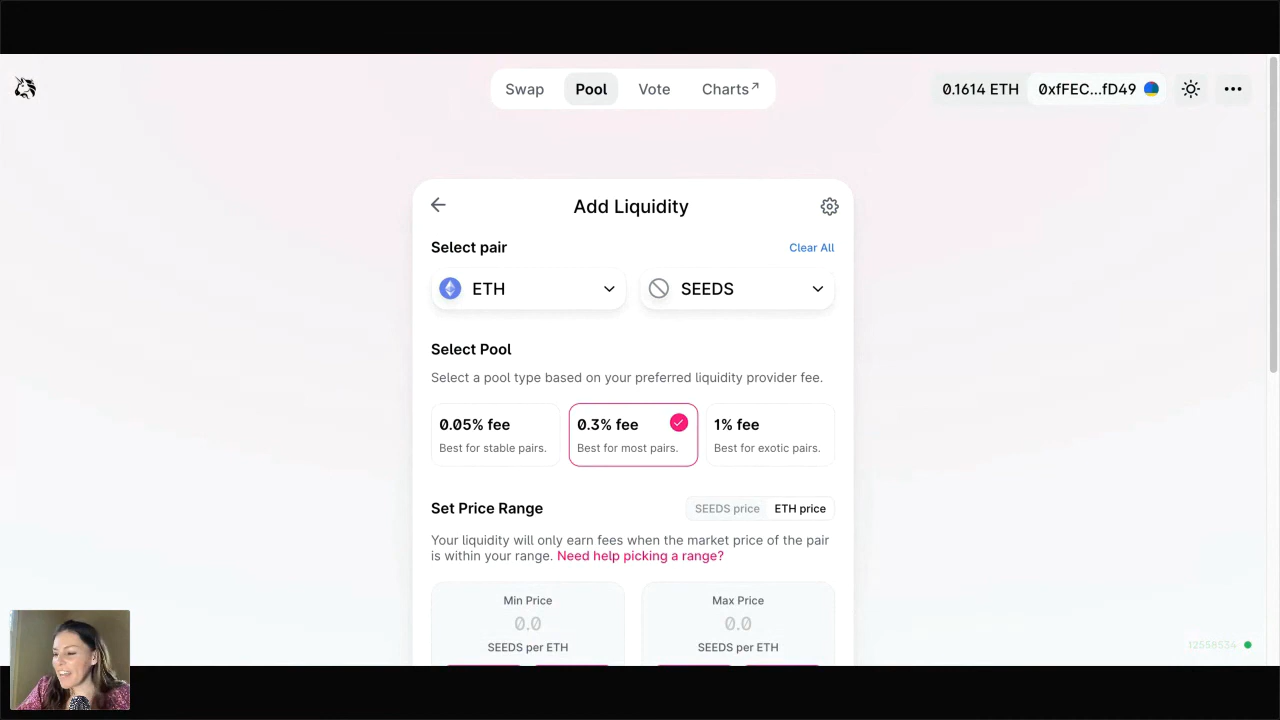 Swap Pool Vote Charts↗ 0.1614 ETH 0xfFEC...fD49
Add Liquidity
Select pair Clear All
ETH SEEDS
Select Pool
Select a pool type based on your preferred liquidity provider fee.
0.05% fee 0.3% fee 1% fee
Best for stable pairs. Best for most pairs. Best for exotic pairs.
Set Price Range SEEDS price ETH price
Your liquidity will only earn fees when the market price of the pair
is within your range. Need help picking a range?
Min Price Max Price
0.0 0.0
SEEDS per ETH SEEDS per ETH
12558534